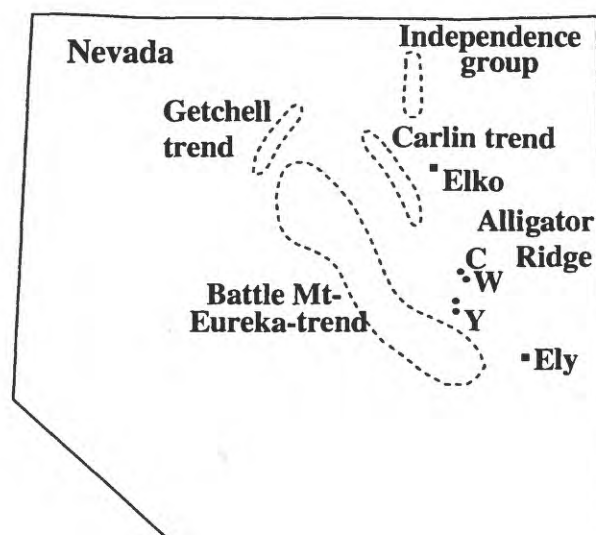 Nevada
Independence
group
Getchell
trend
Carlin trend
Elko
Alligator
Ridge
C
W
Battle Mt-
Eureka-trend
Y
Ely